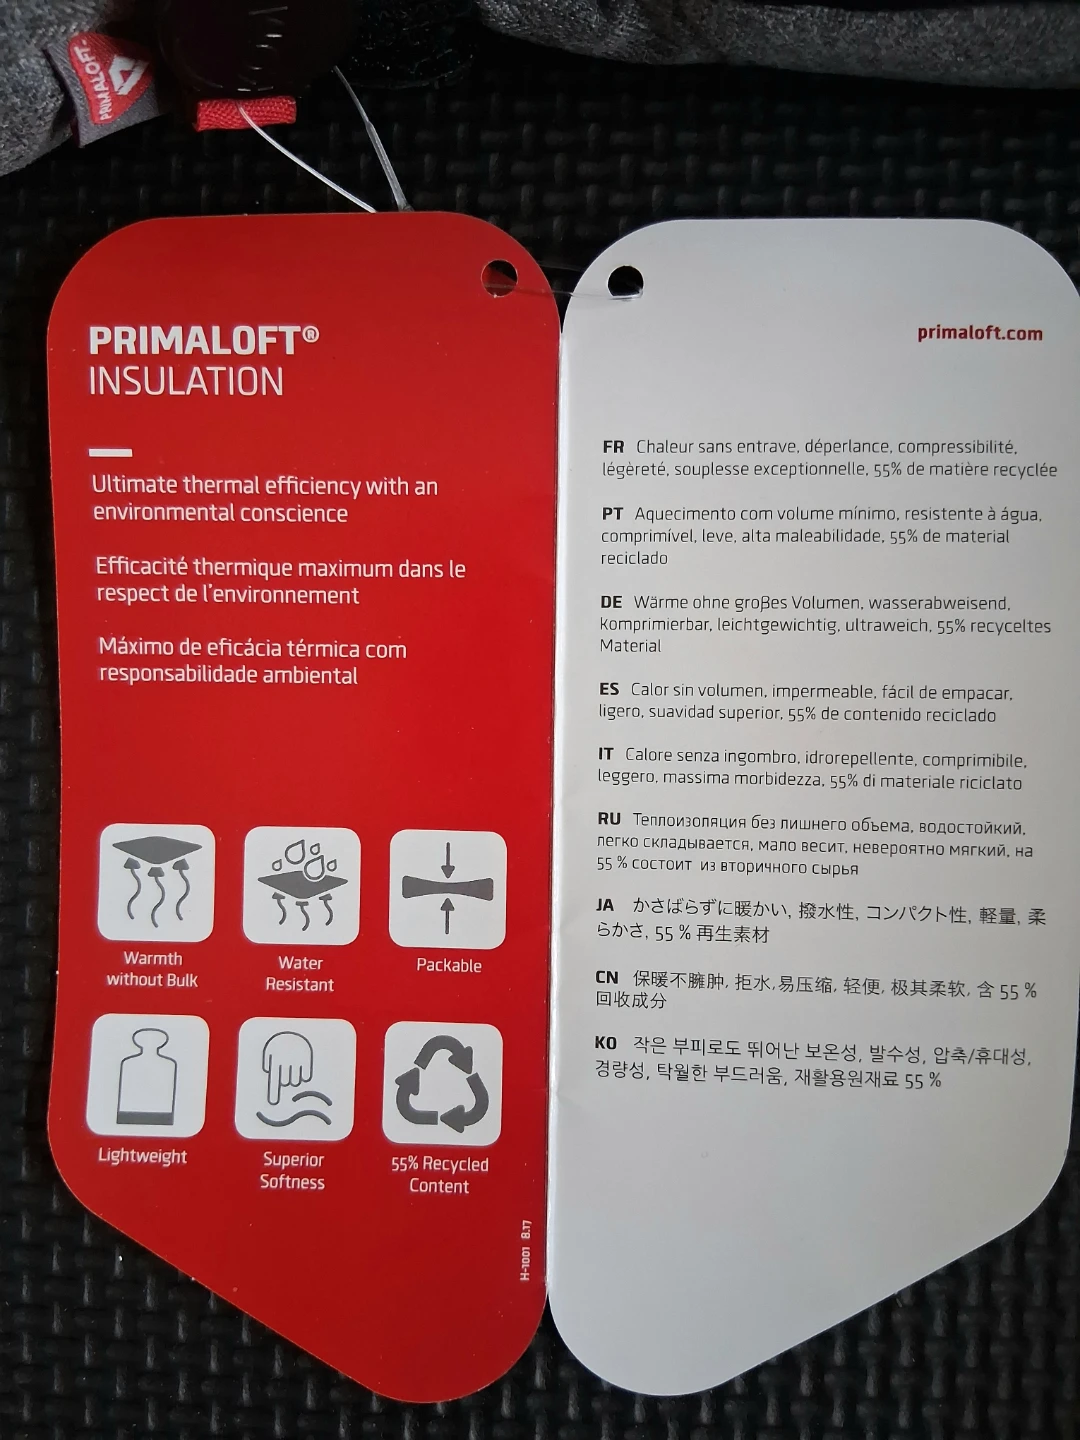 PRIMALOFT
PRIMALOFT®
INSULATION
Ultimate thermal efficiency with an
environmental conscience
Efficacité thermique maximum dans le
respect de l'environnement
Máximo de eficácia térmica com
responsabilidade ambiental
Warmth
without Bulk
Water
Resistant
Packable
Lightweight
Superior
Softness
55% Recycled
Content
H-1001 8.17
primaloft.com
FR Chaleur sans entrave, déperlance, compressibilité,
légèreté, souplesse exceptionnelle, 55% de matière recyclée
PT Aquecimento com volume mínimo, resistente à água,
comprimível, leve, alta maleabilidade, 55% de material
reciclado
DE Wärme ohne großes Volumen, wasserabweisend,
Komprimierbar, leichtgewichtig, ultraweich, 55% recyceltes
Material
ES Calor sin volumen, impermeable, fácil de empacar,
ligero, suavidad superior, 55% de contenido reciclado
IT Calore senza ingombro, idrorepellente, comprimibile,
leggero, massima morbidezza, 55% di materiale riciclato
RU Теплоизоляция без лишнего объема, водостойкий,
легко складывается, мало весит, невероятно мягкий, на
55 % состоит из вторичного сырья
JA かさばらずに暖かい, 撥水性, コンパクト性, 軽量, 柔
らかさ, 55 % 再生素材
CN 保暖不臃肿, 拒水,易压缩, 轻便, 极其柔软, 含 55 %
回收成分
KO 작은 부피로도 뛰어난 보온성, 발수성, 압축/휴대성,
경량성, 탁월한 부드러움, 재활용원재료 55 %